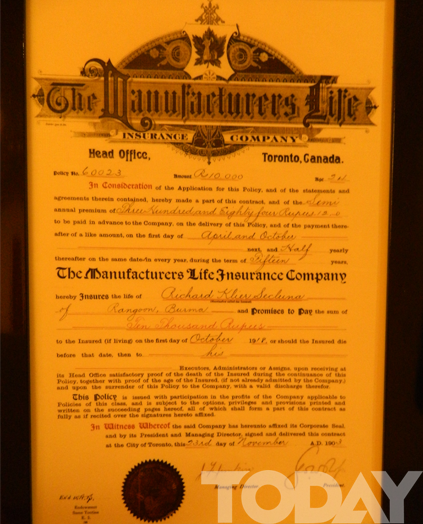 The Manufacturers Life
INSURANCE COMPANY
Head Office, Toronto, Canada.
Policy No. 60023 Amount Rs10,000 Age 34
In Consideration of the Application for this Policy, and of the statements and
agreements therein contained, hereby made a part of this contract, and of the Semi
annual premium of Three Hundred and Eighty four Rupees
to be paid in advance to the Company, on the delivery of this Policy, and of the payment there-
after of a like amount, on the first day of April and October
next, and Half yearly
thereafter on the same date in every year, during the term of Fifteen years.
The Manufacturers Life Insurance Company
hereby Insures the life of Richard
of Rangoon, Burma and Promises to Pay the sum of
Ten Thousand Rupees
to the Insured (if living) on the first day of October 1918, or should the Insured die
before that date, then to his
Executors, Administrators or Assigns upon receiving at
its Head Office satisfactory proof of the death of the Insured during the continuance of this
Policy, together with proof of the age of the Insured, (if not already admitted by the Company;)
and upon the surrender of this Policy to the Company, with a valid discharge therefor.
This Policy is issued with participation in the profits of the Company applicable to
Policies of this class, and is subject to the options, privileges and provisions printed and
written on the succeeding pages hereof, all of which shall form a part of this contract as
fully as if recited over the signatures hereto affixed.
In Witness Whereof the said Company has hereunto affixed its Corporate Seal,
and by its President and Managing Director, signed and delivered this contract
at the City of Toronto, this 23rd day of November A.D. 1903
Managing Director President
Endowment
TODAY